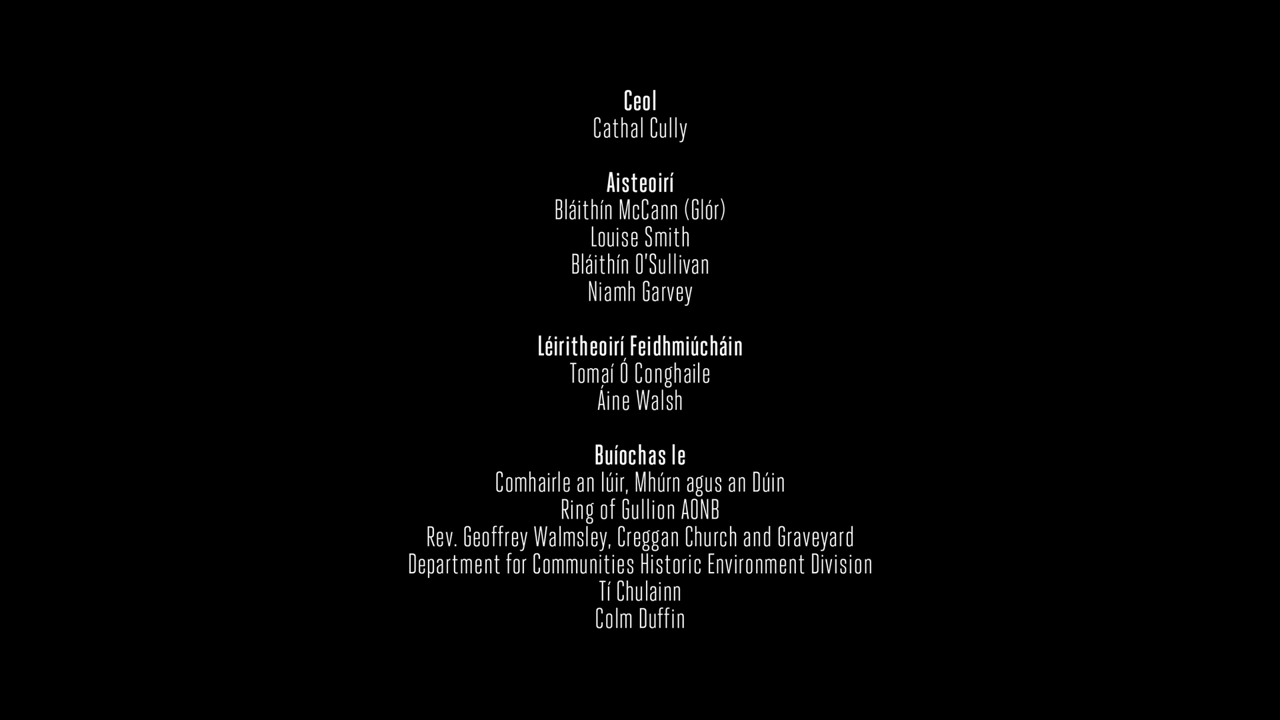 Ceol
Cathal Cully
Aisteoirí
Bláithín McCann (Glór)
Louise Smith
Bláithín O'Sullivan
Niamh Garvey
Léiritheoirí Feidhmiúcháin
Tomaí Ó Conghaile
Áine Walsh
Buíochas le
Comhairle an Iúir, Mhúrn agus an Dúin
Ring of Gullion AONB
Rev. Geoffrey Walmsley, Creggan Church and Graveyard
Department for Communities Historic Environment Division
Tí Chulainn
Colm Duffin